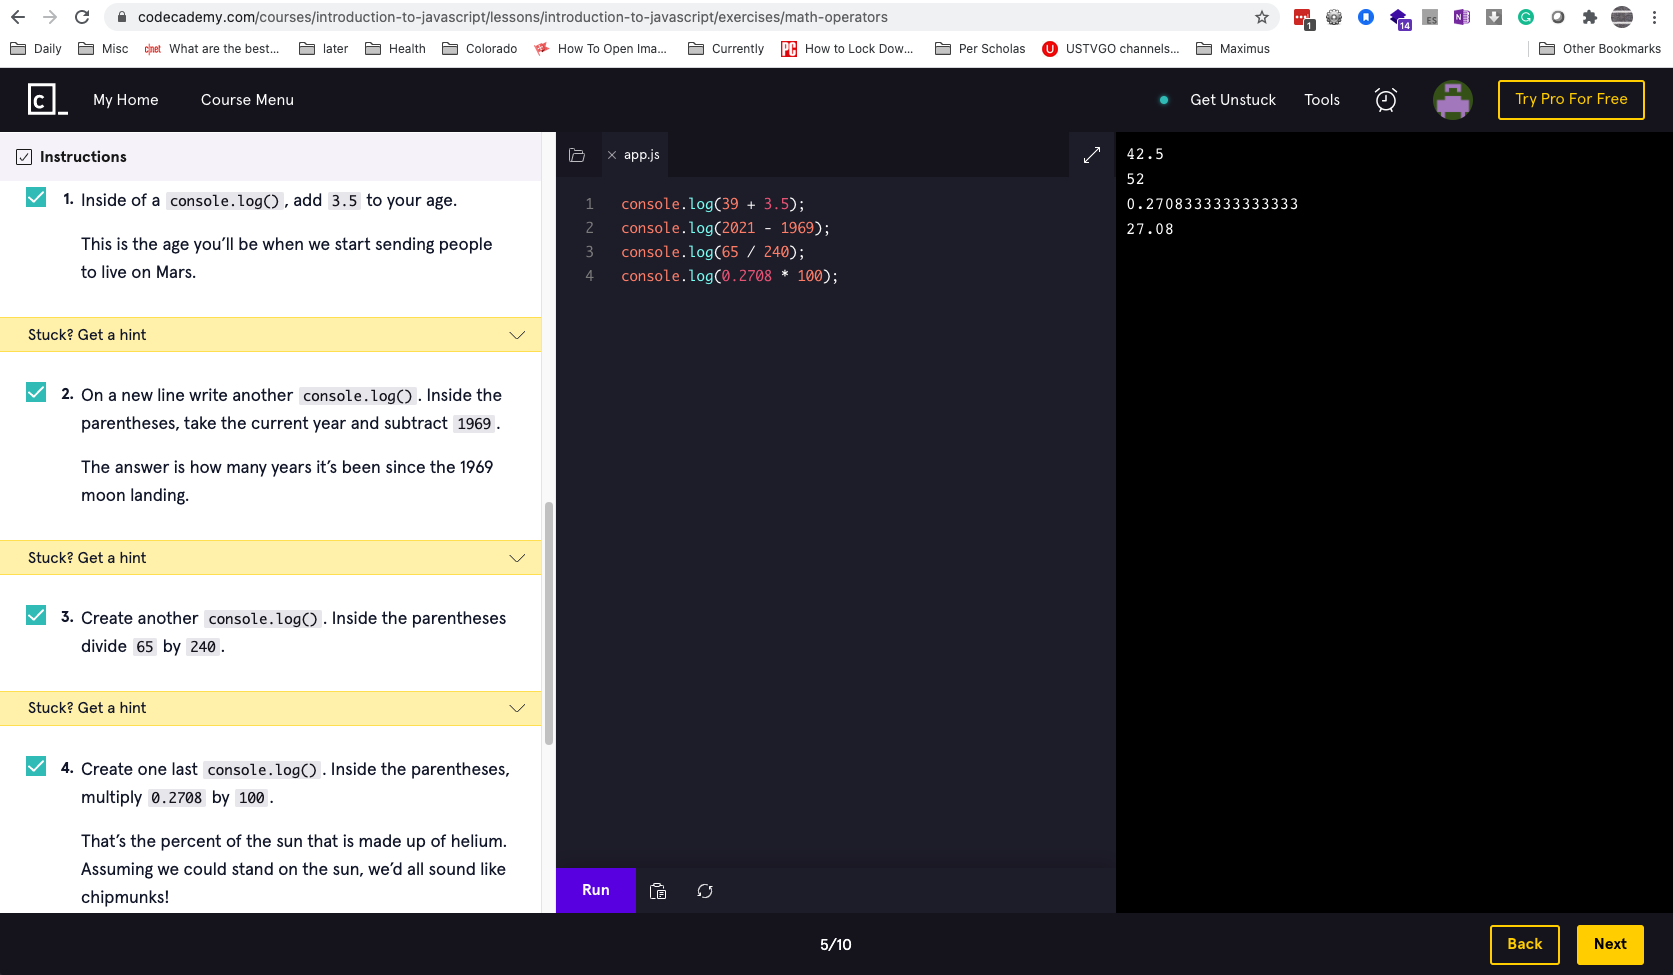 codecademy.com/courses/introduction-to-javascript/lessons/introduction-to-javascript/exercises/math-operators
1
ES
N
14
G
Daily
Misc
c|net What are the best...
later
Health
Colorado
How To Open Ima...
Currently
PC How to Lock Dow...
Per Scholas
U USTVGO channels...
Maximus
Other Bookmarks
c_
My Home
Course Menu
Get Unstuck
Tools
Try Pro For Free
Instructions
1. Inside of a console.log(), add 3.5 to your age.
This is the age you’ll be when we start sending people
to live on Mars.
Stuck? Get a hint
2. On a new line write another console.log(). Inside the
parentheses, take the current year and subtract 1969.
The answer is how many years it’s been since the 1969
moon landing.
Stuck? Get a hint
3. Create another console.log(). Inside the parentheses
divide 65 by 240.
Stuck? Get a hint
4. Create one last console.log(). Inside the parentheses,
multiply 0.2708 by 100.
That’s the percent of the sun that is made up of helium.
Assuming we could stand on the sun, we’d all sound like
chipmunks!
app.js
1 console.log(39 + 3.5);
2 console.log(2021 - 1969);
3 console.log(65 / 240);
4 console.log(0.2708 * 100);
Run
42.5
52
0.2708333333333333
27.08
5/10
Back
Next